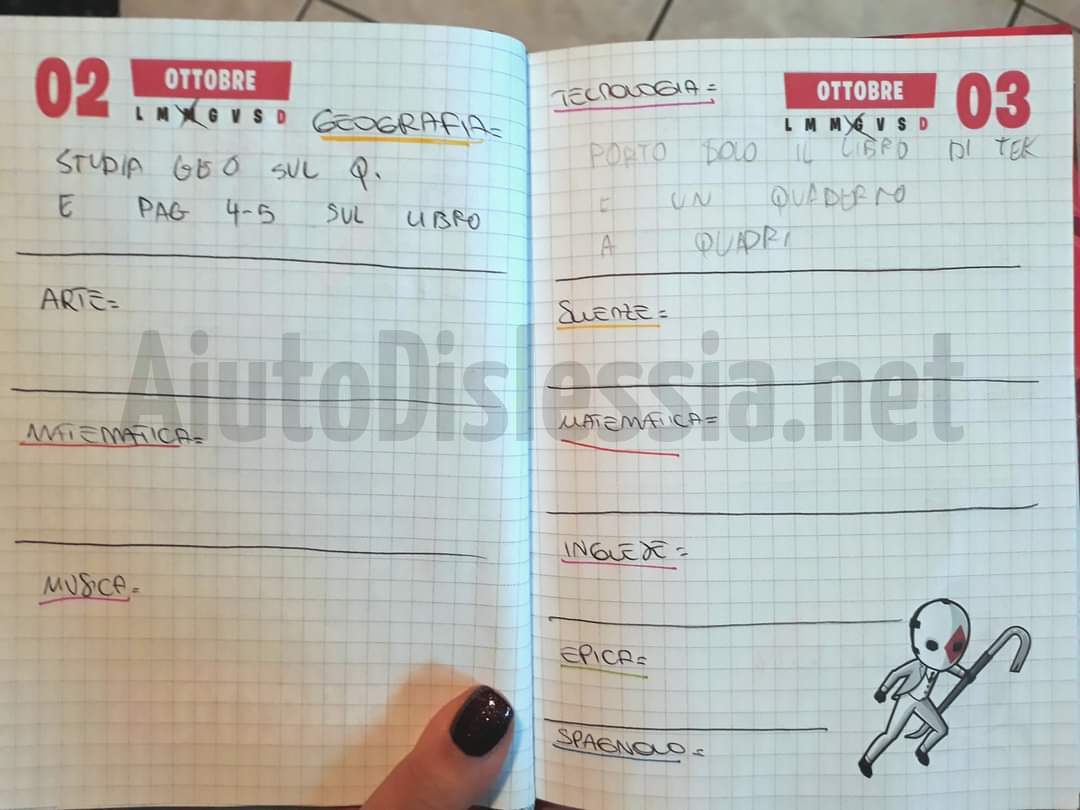 02
OTTOBRE
L M M G V S D
GEOGRAFIA=
STUDIA GEO SUL Q.
E PAG 4-5 SUL LIBRO
ARTE=
MATEMATICA=
MUSICA=
TECNOLOGIA=
OTTOBRE
03
L M M G V S D
PORTO SOLO IL LIBRO DI TEK
E UN QUADERNO
A QUADRI
SCIENZE=
MATEMATICA=
INGLESE=
EPICA=
SPAGNOLO=
AiutoDislessia.net